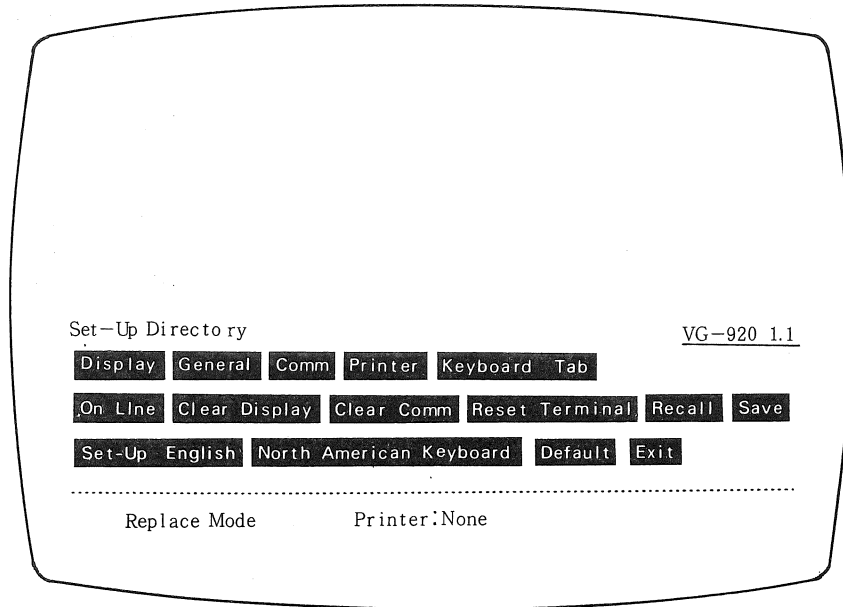 Set-Up Directory VG-920 1.1
Display General Comm Printer Keyboard Tab
On LIne Clear Display Clear Comm Reset Terminal Recall Save
Set-Up English North American Keyboard Default Exit
Replace Mode Printer:None